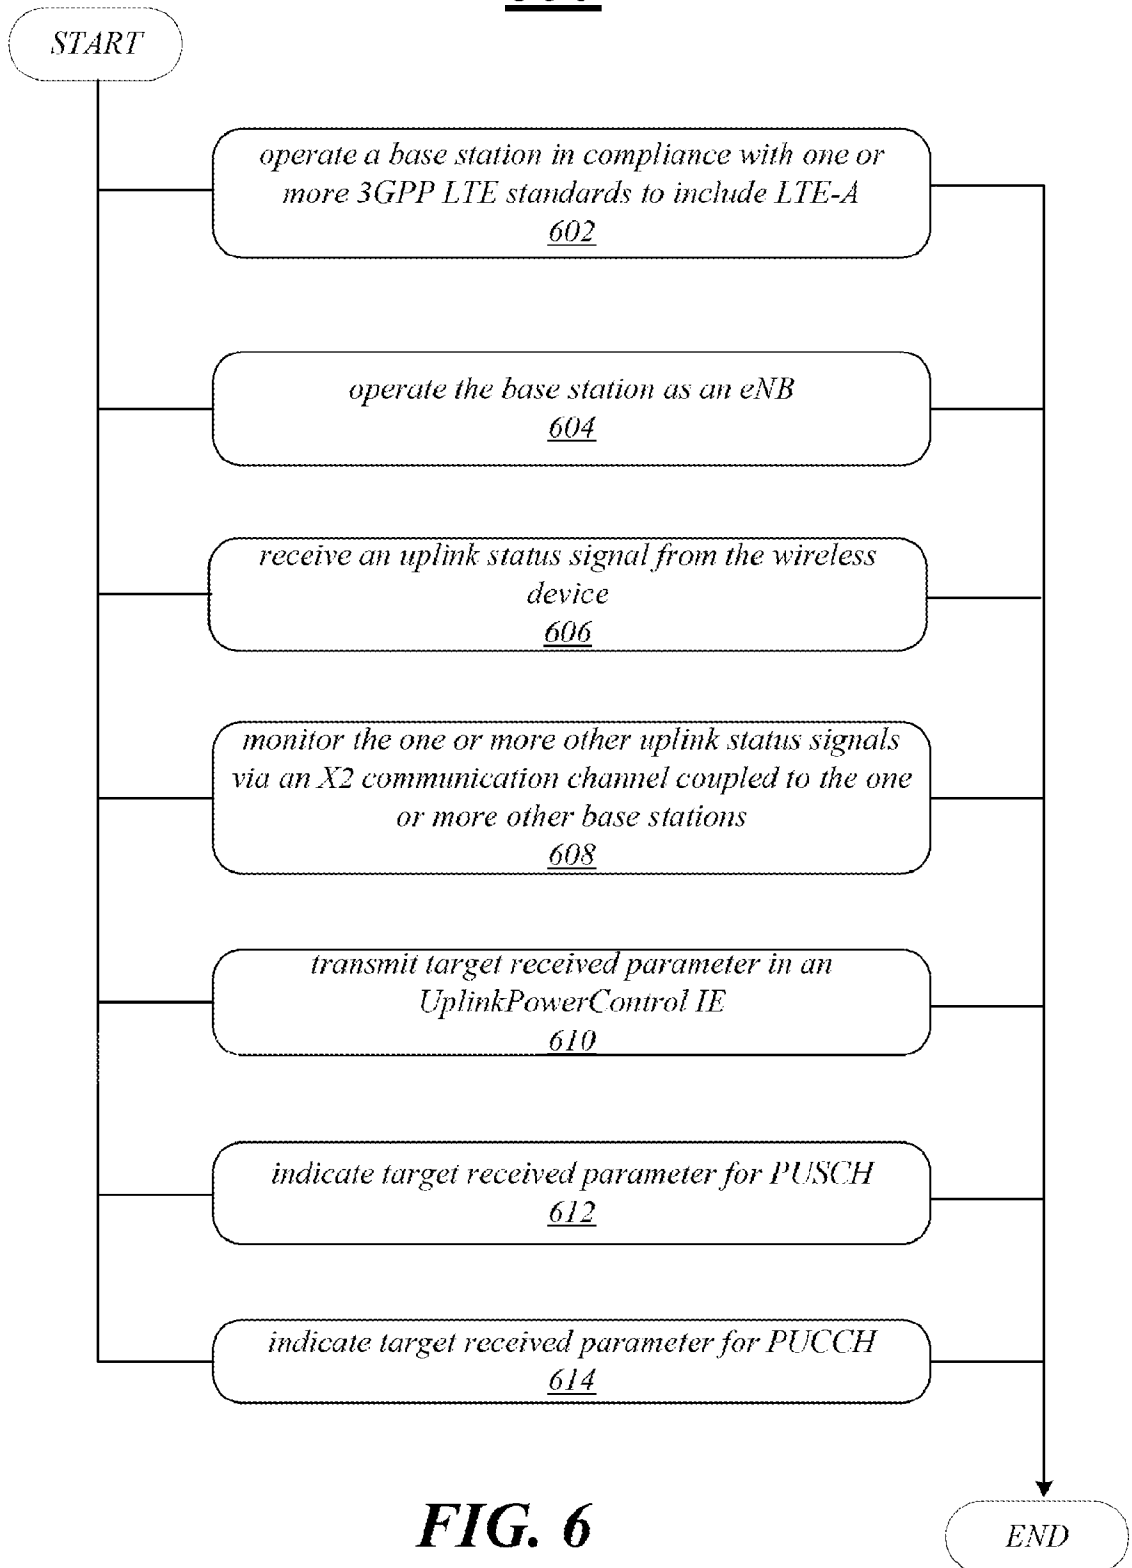 START
operate a base station in compliance with one or
more 3GPP LTE standards to include LTE-A
602
operate the base station as an eNB
604
receive an uplink status signal from the wireless
device
606
monitor the one or more other uplink status signals
via an X2 communication channel coupled to the one
or more other base stations
608
transmit target received parameter in an
UplinkPowerControl IE
610
indicate target received parameter for PUSCH
612
indicate target received parameter for PUCCH
614
FIG. 6
END